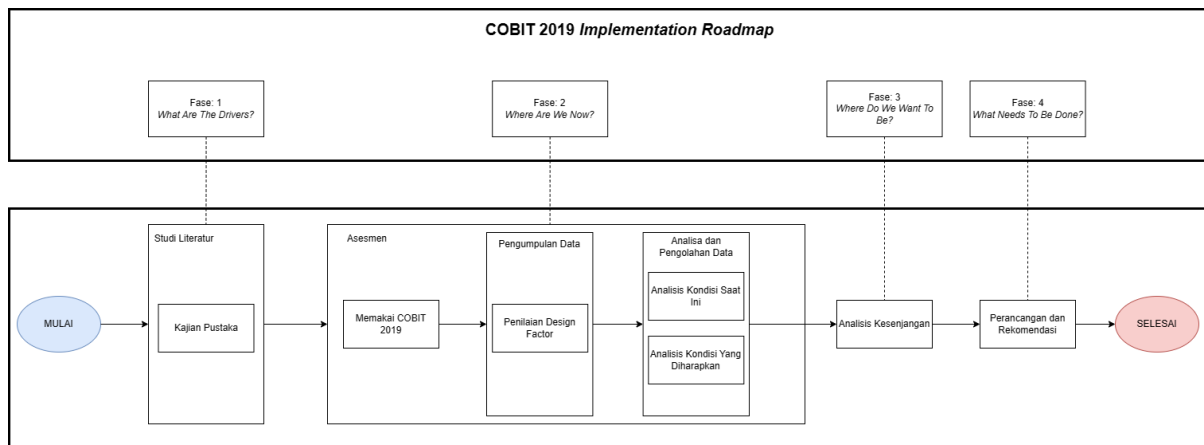 COBIT 2019 Implementation Roadmap
Fase: 1
What Are The Drivers?
Fase: 2
Where Are We Now?
Fase: 3
Where Do We Want To
Be?
Fase: 4
What Needs To Be Done?
Studi Literatur
Asesmen
Pengumpulan Data
Analisa dan
Pengolahan Data
MULAI
Kajian Pustaka
Memakai COBIT
2019
Penilaian Design
Factor
Analisis Kondisi Saat
Ini
Analisis Kondisi Yang
Diharapkan
Analisis Kesenjangan
Perancangan dan
Rekomendasi
SELESAI